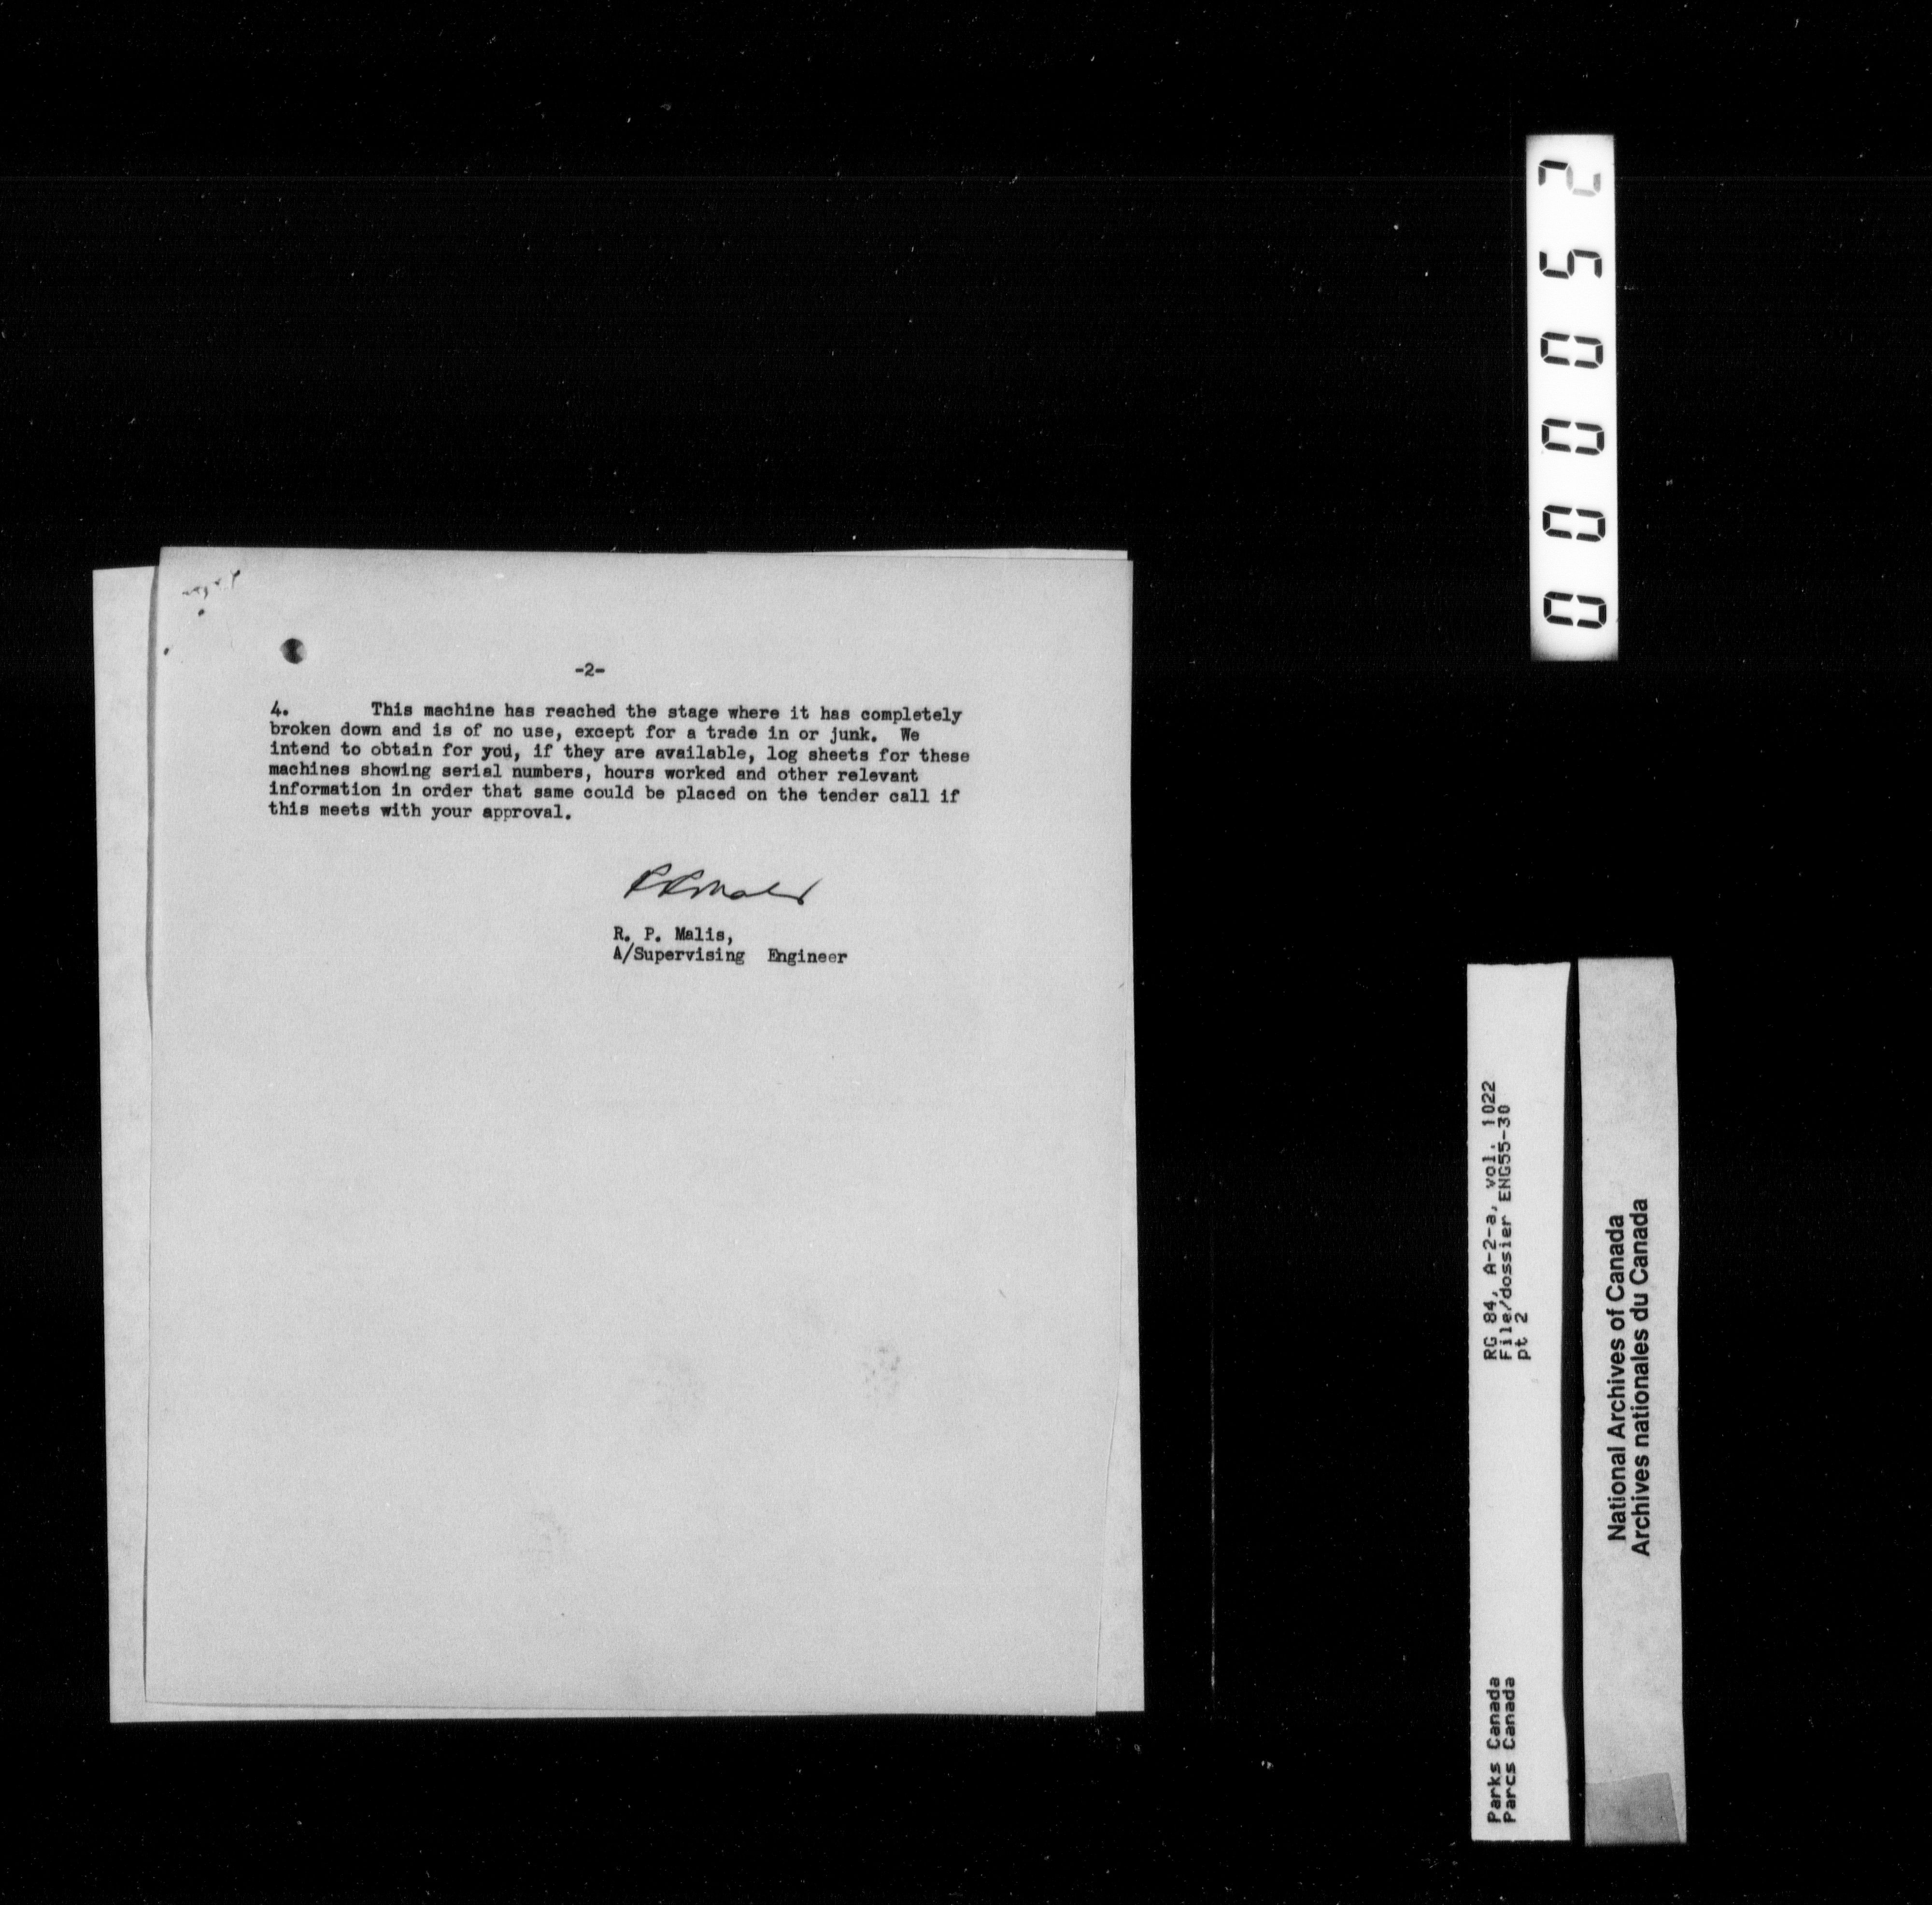 -2-
4. This machine has reached the stage where it has completely
broken down and is of no use, except for a trade in or junk. We
intend to obtain for you, if they are available, log sheets for these
machines showing serial numbers, hours worked and other relevant
information in order that same could be placed on the tender call if
this meets with your approval.
R. P. Malis,
A/Supervising Engineer
000052
RG 84, A-2-a, vol. 1022
File/dossier ENG55-30
pt 2
Parks Canada
Parcs Canada
National Archives of Canada
Archives nationales du Canada